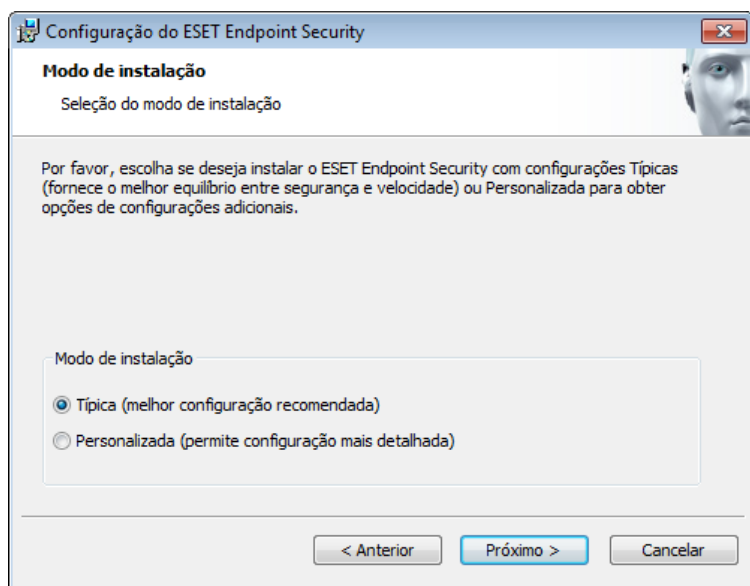 Configuração do ESET Endpoint Security
Modo de instalação
Seleção do modo de instalação
Por favor, escolha se deseja instalar o ESET Endpoint Security com configurações Típicas
(fornece o melhor equilíbrio entre segurança e velocidade) ou Personalizada para obter
opções de configurações adicionais.
Modo de instalação
Típica (melhor configuração recomendada)
Personalizada (permite configuração mais detalhada)
< Anterior
Próximo >
Cancelar